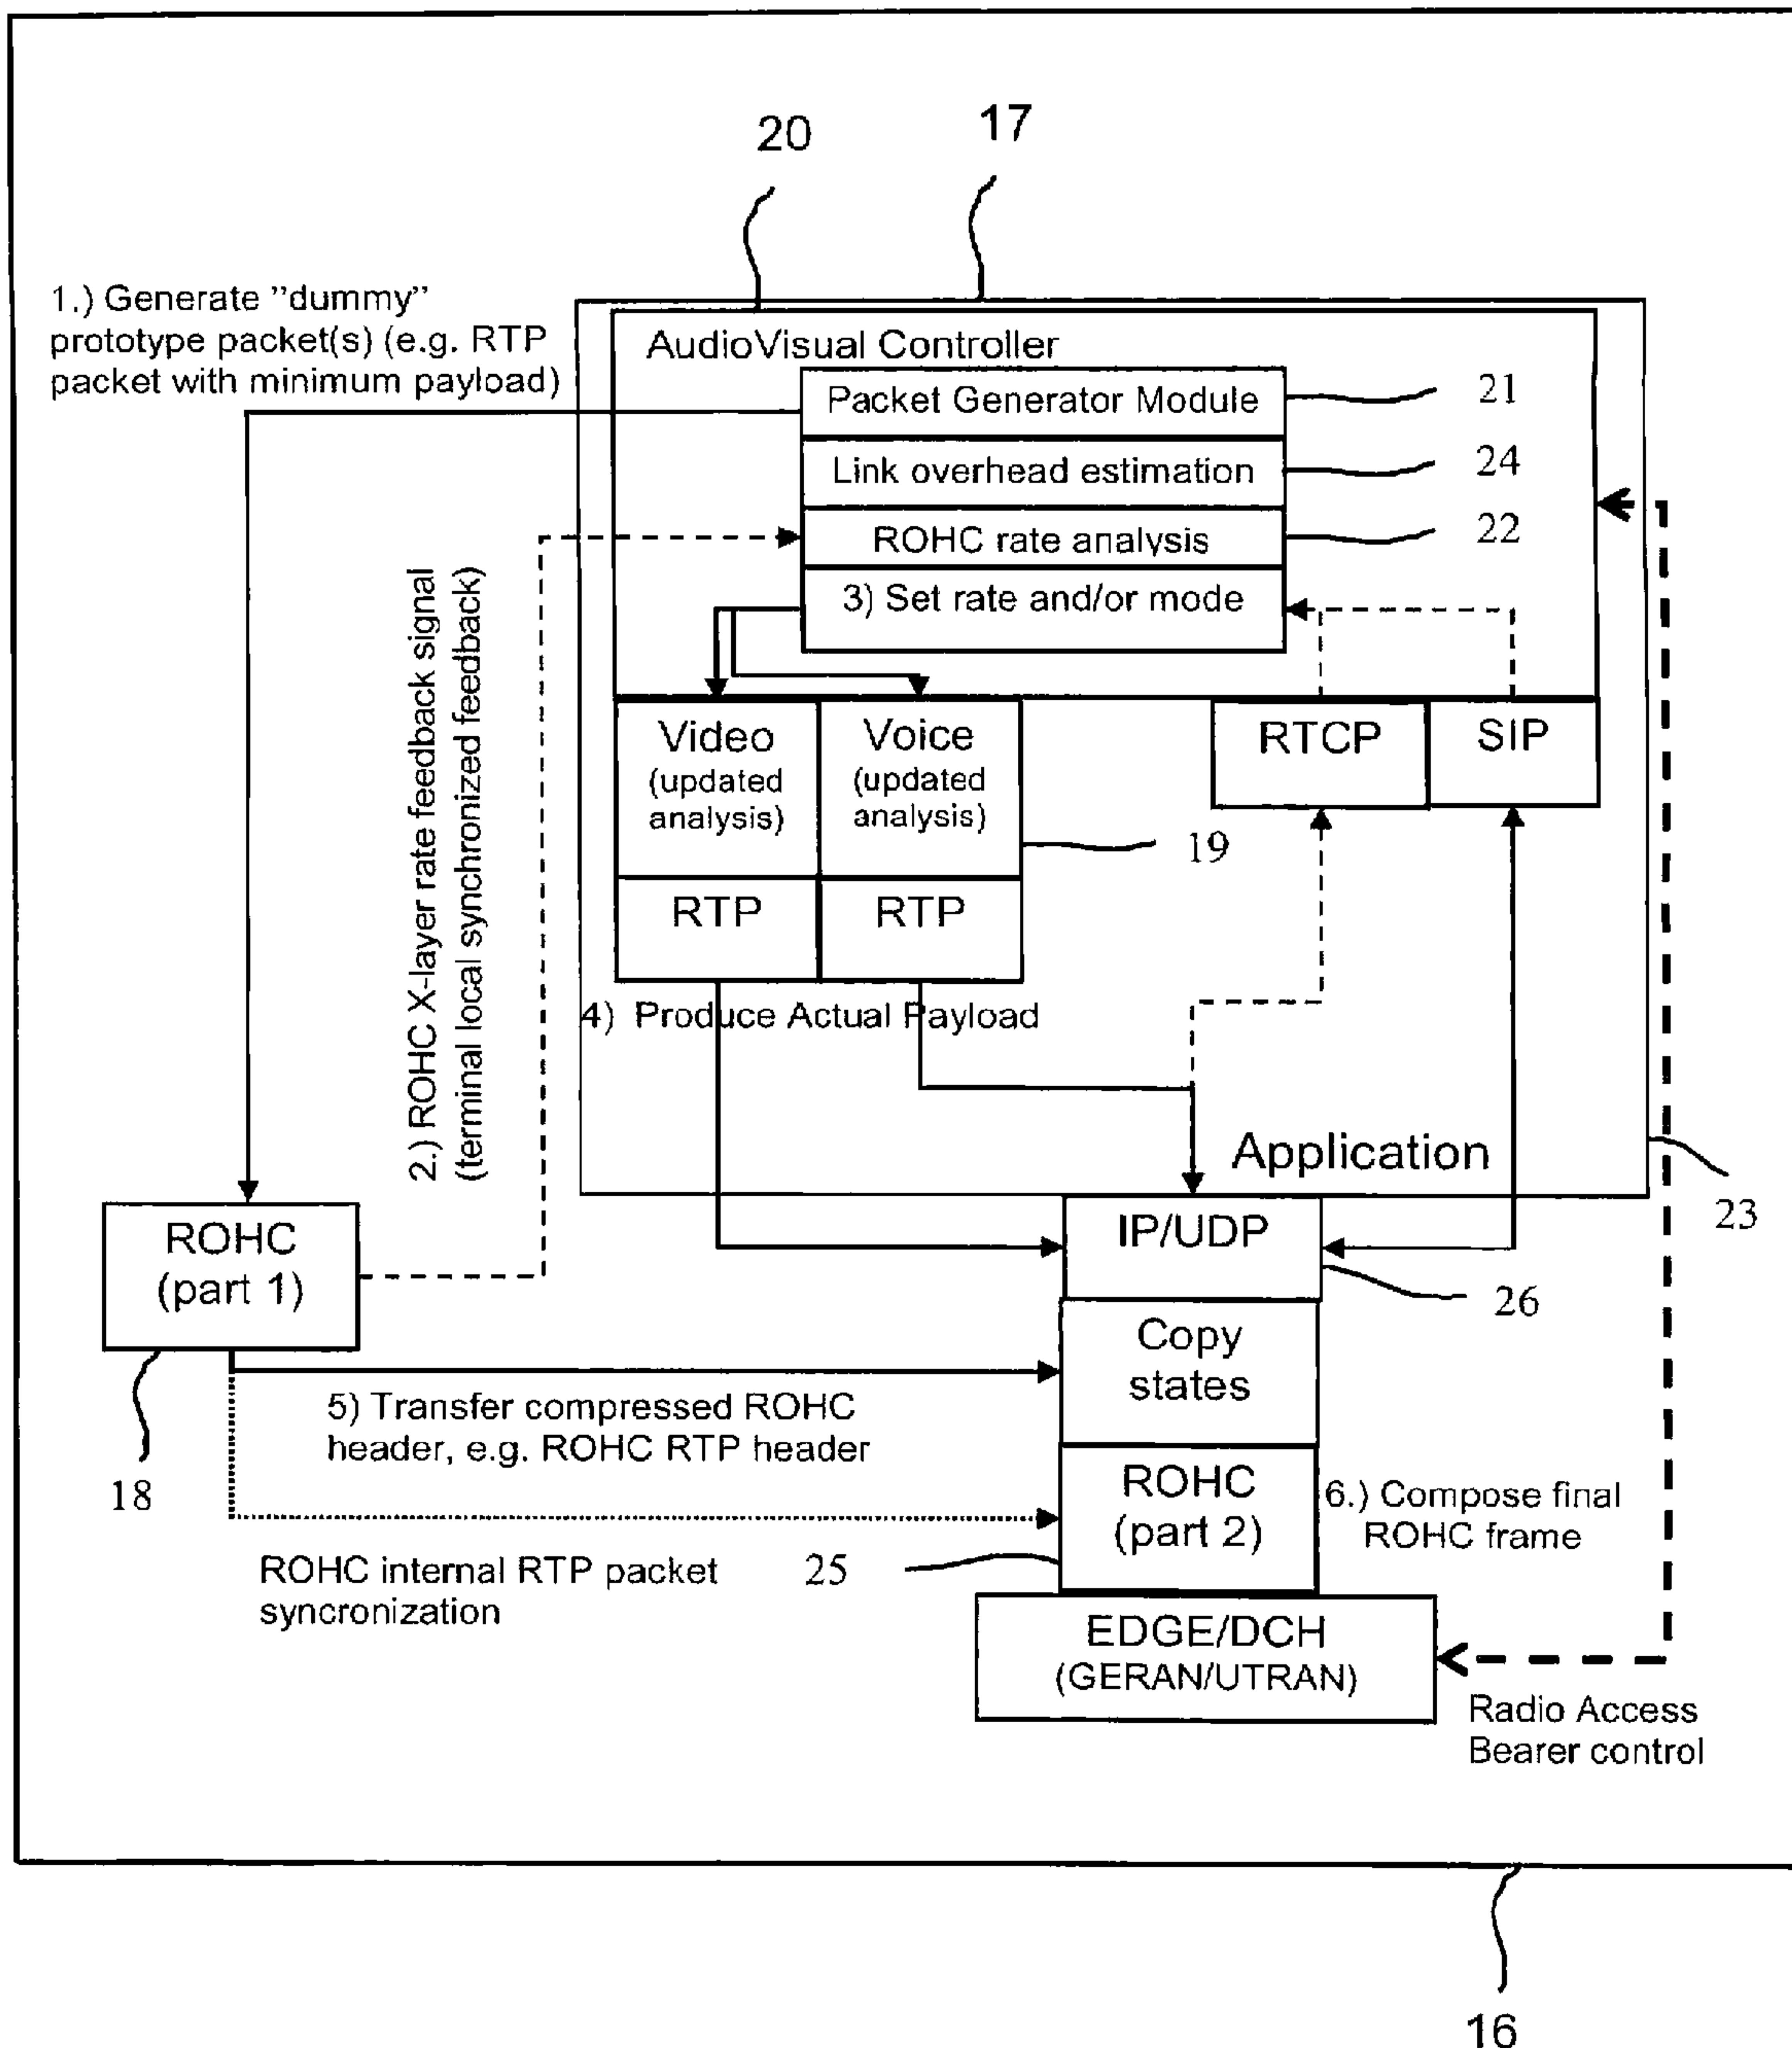 20
17
1.) Generate ”dummy”
prototype packet(s) (e.g. RTP
packet with minimum payload)
AudioVisual Controller
Packet Generator Module
21
Link overhead estimation
24
ROHC rate analysis
22
3) Set rate and/or mode
2.) ROHC X-layer rate feedback signal
(terminal local synchronized feedback)
Video
(updated
analysis)
Voice
(updated
analysis)
RTCP
SIP
19
RTP
RTP
4) Produce Actual Payload
Application
23
ROHC
(part 1)
IP/UDP
26
Copy
states
5) Transfer compressed ROHC
header, e.g. ROHC RTP header
18
ROHC
(part 2)
6.) Compose final
ROHC frame
ROHC internal RTP packet
syncronization
25
EDGE/DCH
(GERAN/UTRAN)
Radio Access
Bearer control
16